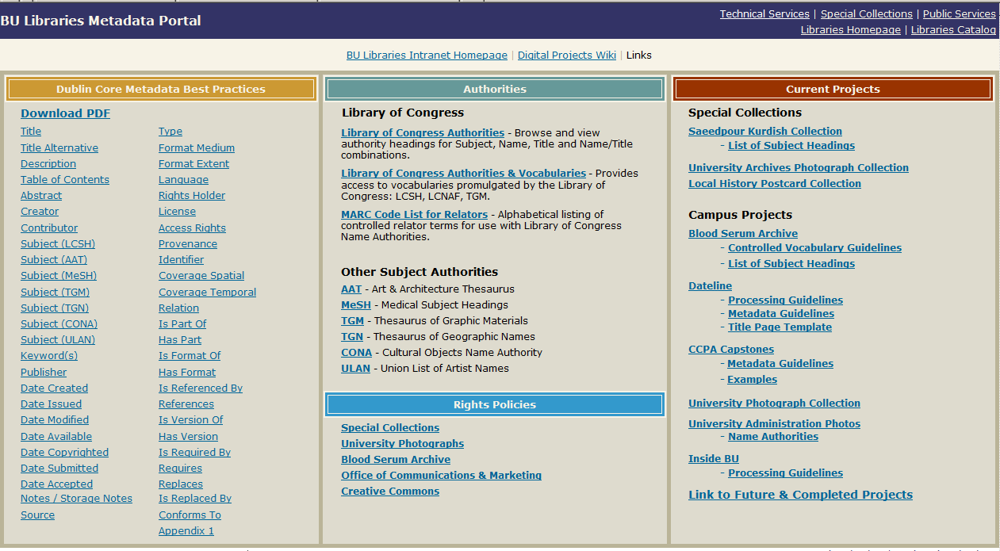 BU Libraries Metadata Portal
Technical Services | Special Collections | Public Services
Libraries Homepage | Libraries Catalog
BU Libraries Intranet Homepage | Digital Projects Wiki | Links
Dublin Core Metadata Best Practices
Download PDF
Title
Title Alternative
Description
Table of Contents
Abstract
Creator
Contributor
Subject (LCSH)
Subject (AAT)
Subject (MeSH)
Subject (TGM)
Subject (TGN)
Subject (CONA)
Subject (ULAN)
Keyword(s)
Publisher
Date Created
Date Issued
Date Modified
Date Available
Date Copyrighted
Date Submitted
Date Accepted
Notes / Storage Notes
Source
Type
Format Medium
Format Extent
Language
Rights Holder
License
Access Rights
Provenance
Identifier
Coverage Spatial
Coverage Temporal
Relation
Is Part Of
Has Part
Is Format Of
Has Format
Is Referenced By
References
Is Version Of
Has Version
Is Required By
Requires
Replaces
Is Replaced By
Conforms To
Appendix 1
Authorities
Library of Congress
Library of Congress Authorities - Browse and view
authority headings for Subject, Name, Title and Name/Title
combinations.
Library of Congress Authorities & Vocabularies - Provides
access to vocabularies promulgated by the Library of
Congress: LCSH, LCNAF, TGM.
MARC Code List for Relators - Alphabetical listing of
controlled relator terms for use with Library of Congress
Name Authorities.
Other Subject Authorities
AAT - Art & Architecture Thesaurus
MeSH - Medical Subject Headings
TGM - Thesaurus of Graphic Materials
TGN - Thesaurus of Geographic Names
CONA - Cultural Objects Name Authority
ULAN - Union List of Artist Names
Rights Policies
Special Collections
University Photographs
Blood Serum Archive
Office of Communications & Marketing
Creative Commons
Current Projects
Special Collections
Saeedpour Kurdish Collection
- List of Subject Headings
University Archives Photograph Collection
Local History Postcard Collection
Campus Projects
Blood Serum Archive
- Controlled Vocabulary Guidelines
- List of Subject Headings
Dateline
- Processing Guidelines
- Metadata Guidelines
- Title Page Template
CCPA Capstones
- Metadata Guidelines
- Examples
University Photograph Collection
University Administration Photos
- Name Authorities
Inside BU
- Processing Guidelines
Link to Future & Completed Projects